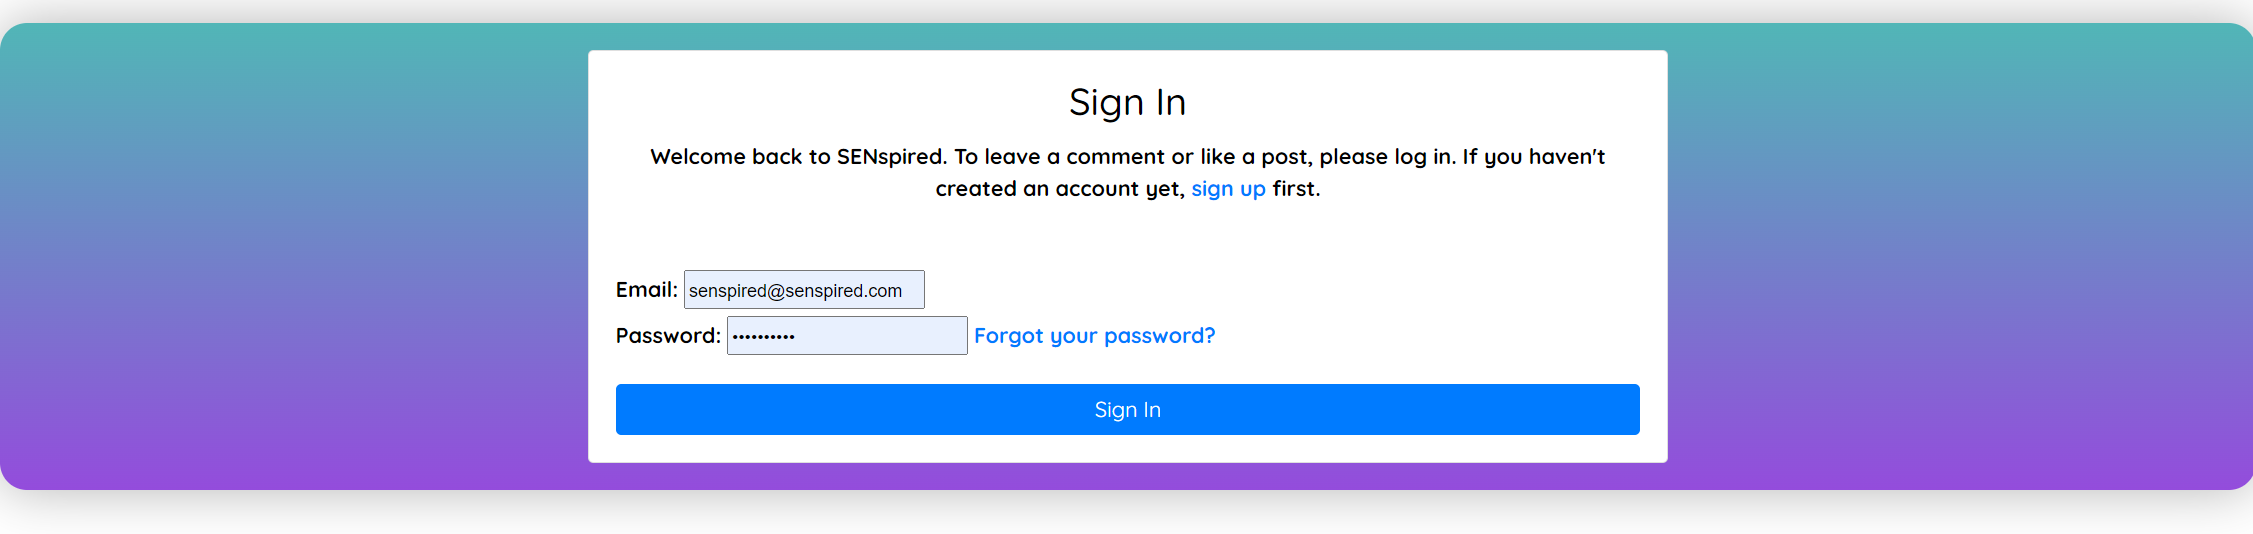 Sign In
Welcome back to SENspired. To leave a comment or like a post, please log in. If you haven't
created an account yet, sign up first.
Email: senspired@senspired.com
Password: •••••••••• Forgot your password?
Sign In